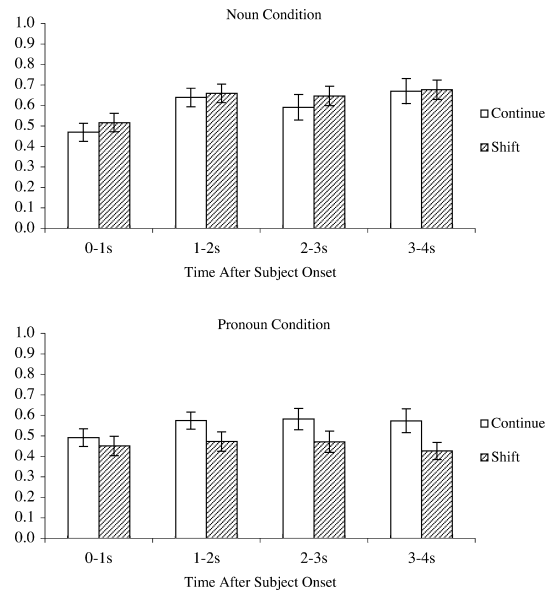 Noun Condition
1.0
0.9
0.8
0.7
0.6
0.5
0.4
0.3
0.2
0.1
0.0
Continue
Shift
0-1s 1-2s 2-3s 3-4s
Time After Subject Onset
Pronoun Condition
1.0
0.9
0.8
0.7
0.6
0.5
0.4
0.3
0.2
0.1
0.0
Continue
Shift
0-1s 1-2s 2-3s 3-4s
Time After Subject Onset